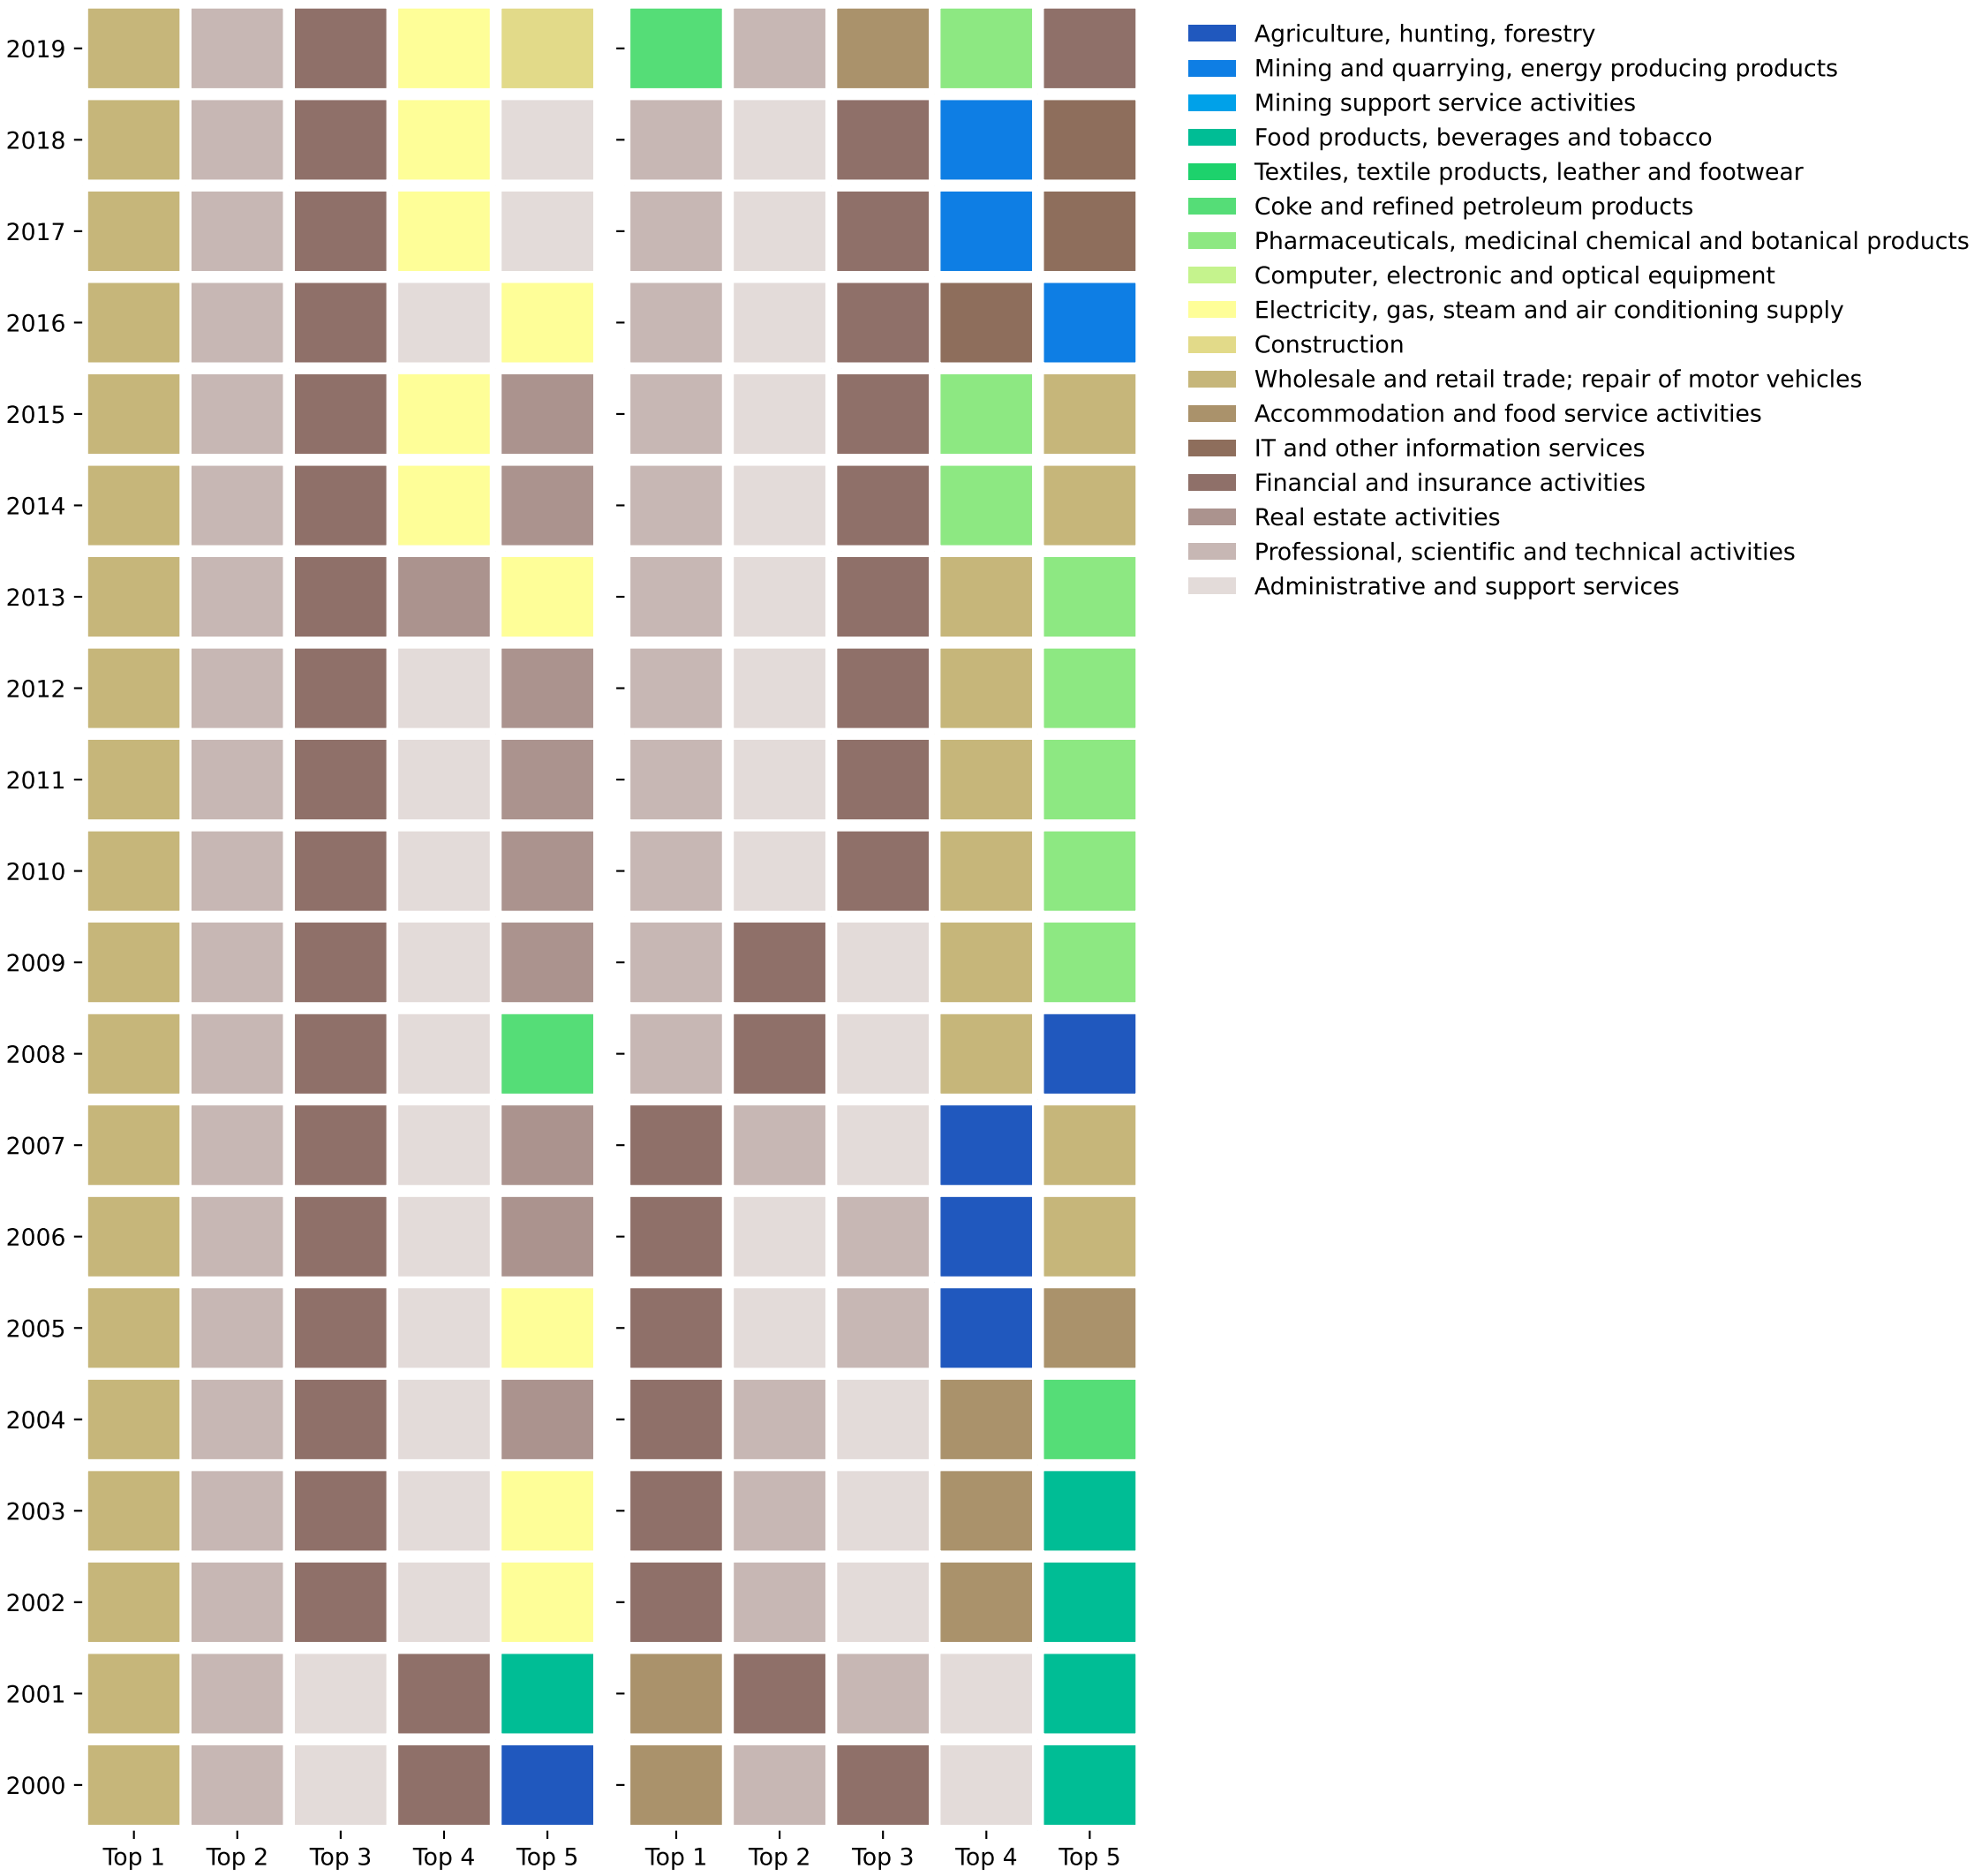 2019
2018
2017
2016
2015
2014
2013
2012
2011
2010
2009
2008
2007
2006
2005
2004
2003
2002
2001
2000
Top 1 Top 2 Top 3 Top 4 Top 5 Top 1 Top 2 Top 3 Top 4 Top 5
Agriculture, hunting, forestry
Mining and quarrying, energy producing products
Mining support service activities
Food products, beverages and tobacco
Textiles, textile products, leather and footwear
Coke and refined petroleum products
Pharmaceuticals, medicinal chemical and botanical products
Computer, electronic and optical equipment
Electricity, gas, steam and air conditioning supply
Construction
Wholesale and retail trade; repair of motor vehicles
Accommodation and food service activities
IT and other information services
Financial and insurance activities
Real estate activities
Professional, scientific and technical activities
Administrative and support services